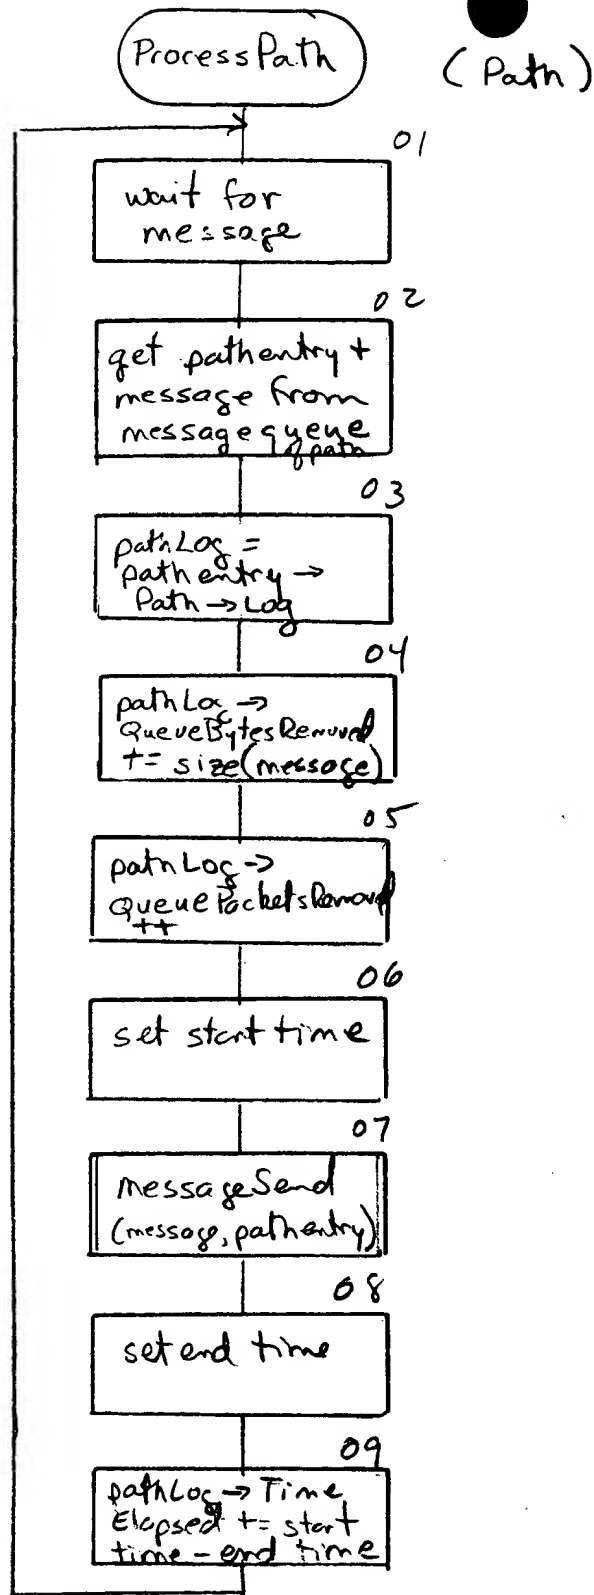 ProcessPath
(Path)
01
wait for
message
02
get pathentry +
message from
message queue
of path
03
pathLog =
pathentry →
Path → Log
04
pathLog →
QueueBytesRemoved
+= size(message)
05
pathLog →
QueuePacketsRemoved
++
06
set start time
07
messageSend
(message, pathentry)
08
set end time
09
pathLog → Time
Elapsed += start
time - end time